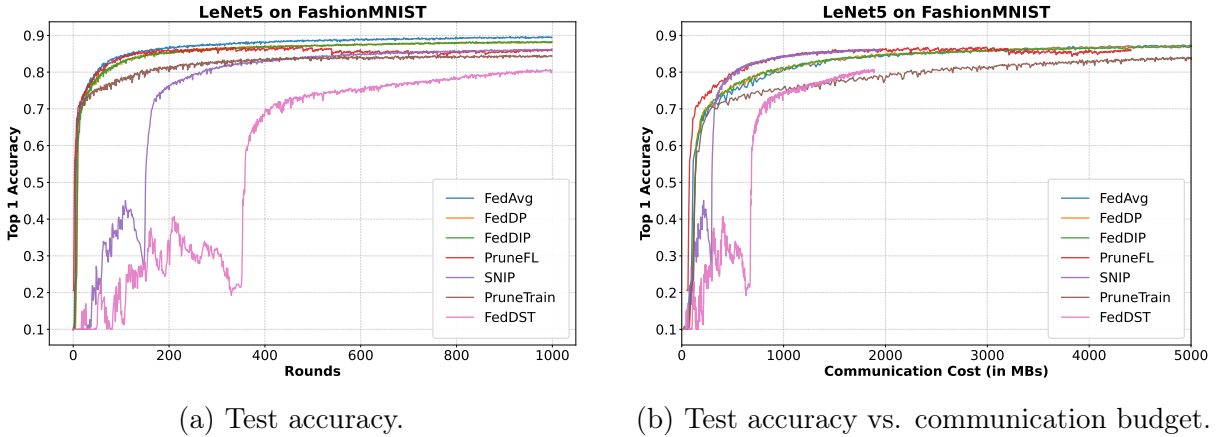 LeNet5 on FashionMNIST
Top 1 Accuracy
0.9
0.8
0.7
0.6
0.5
0.4
0.3
0.2
0.1
FedAvg
FedDP
FedDIP
PruneFL
SNIP
PruneTrain
FedDST
0 200 400 600 800 1000
Rounds
(a) Test accuracy.
LeNet5 on FashionMNIST
Top 1 Accuracy
0.9
0.8
0.7
0.6
0.5
0.4
0.3
0.2
0.1
FedAvg
FedDP
FedDIP
PruneFL
SNIP
PruneTrain
FedDST
0 1000 2000 3000 4000 5000
Communication Cost (in MBs)
(b) Test accuracy vs. communication budget.